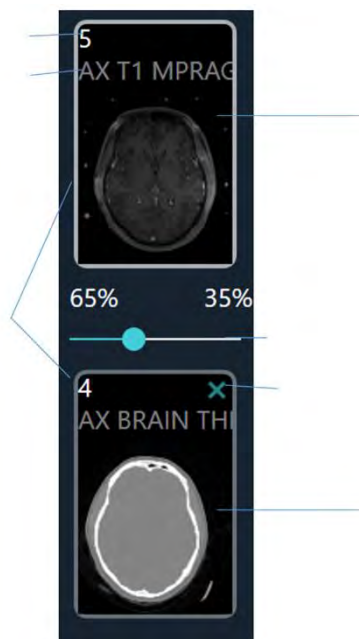 5
AX T1 MPRAG
65% 35%
4
AX BRAIN THI